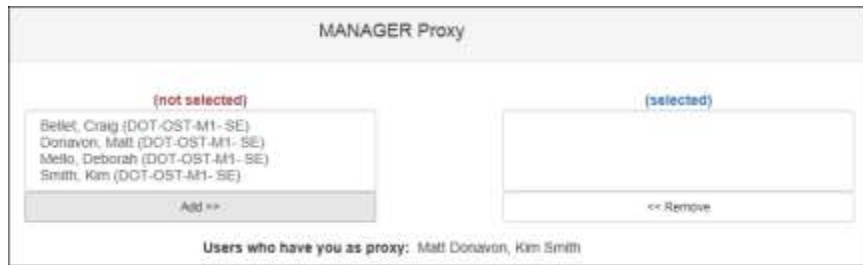 MANAGER Proxy
(not selected)
(selected)
Bellet, Craig (DOT-OST-M1- SE)
Donavon, Matt (DOT-OST-M1- SE)
Mello, Deborah (DOT-OST-M1- SE)
Smith, Kim (DOT-OST-M1- SE)
Add >>
<< Remove
Users who have you as proxy: Matt Donavon, Kim Smith